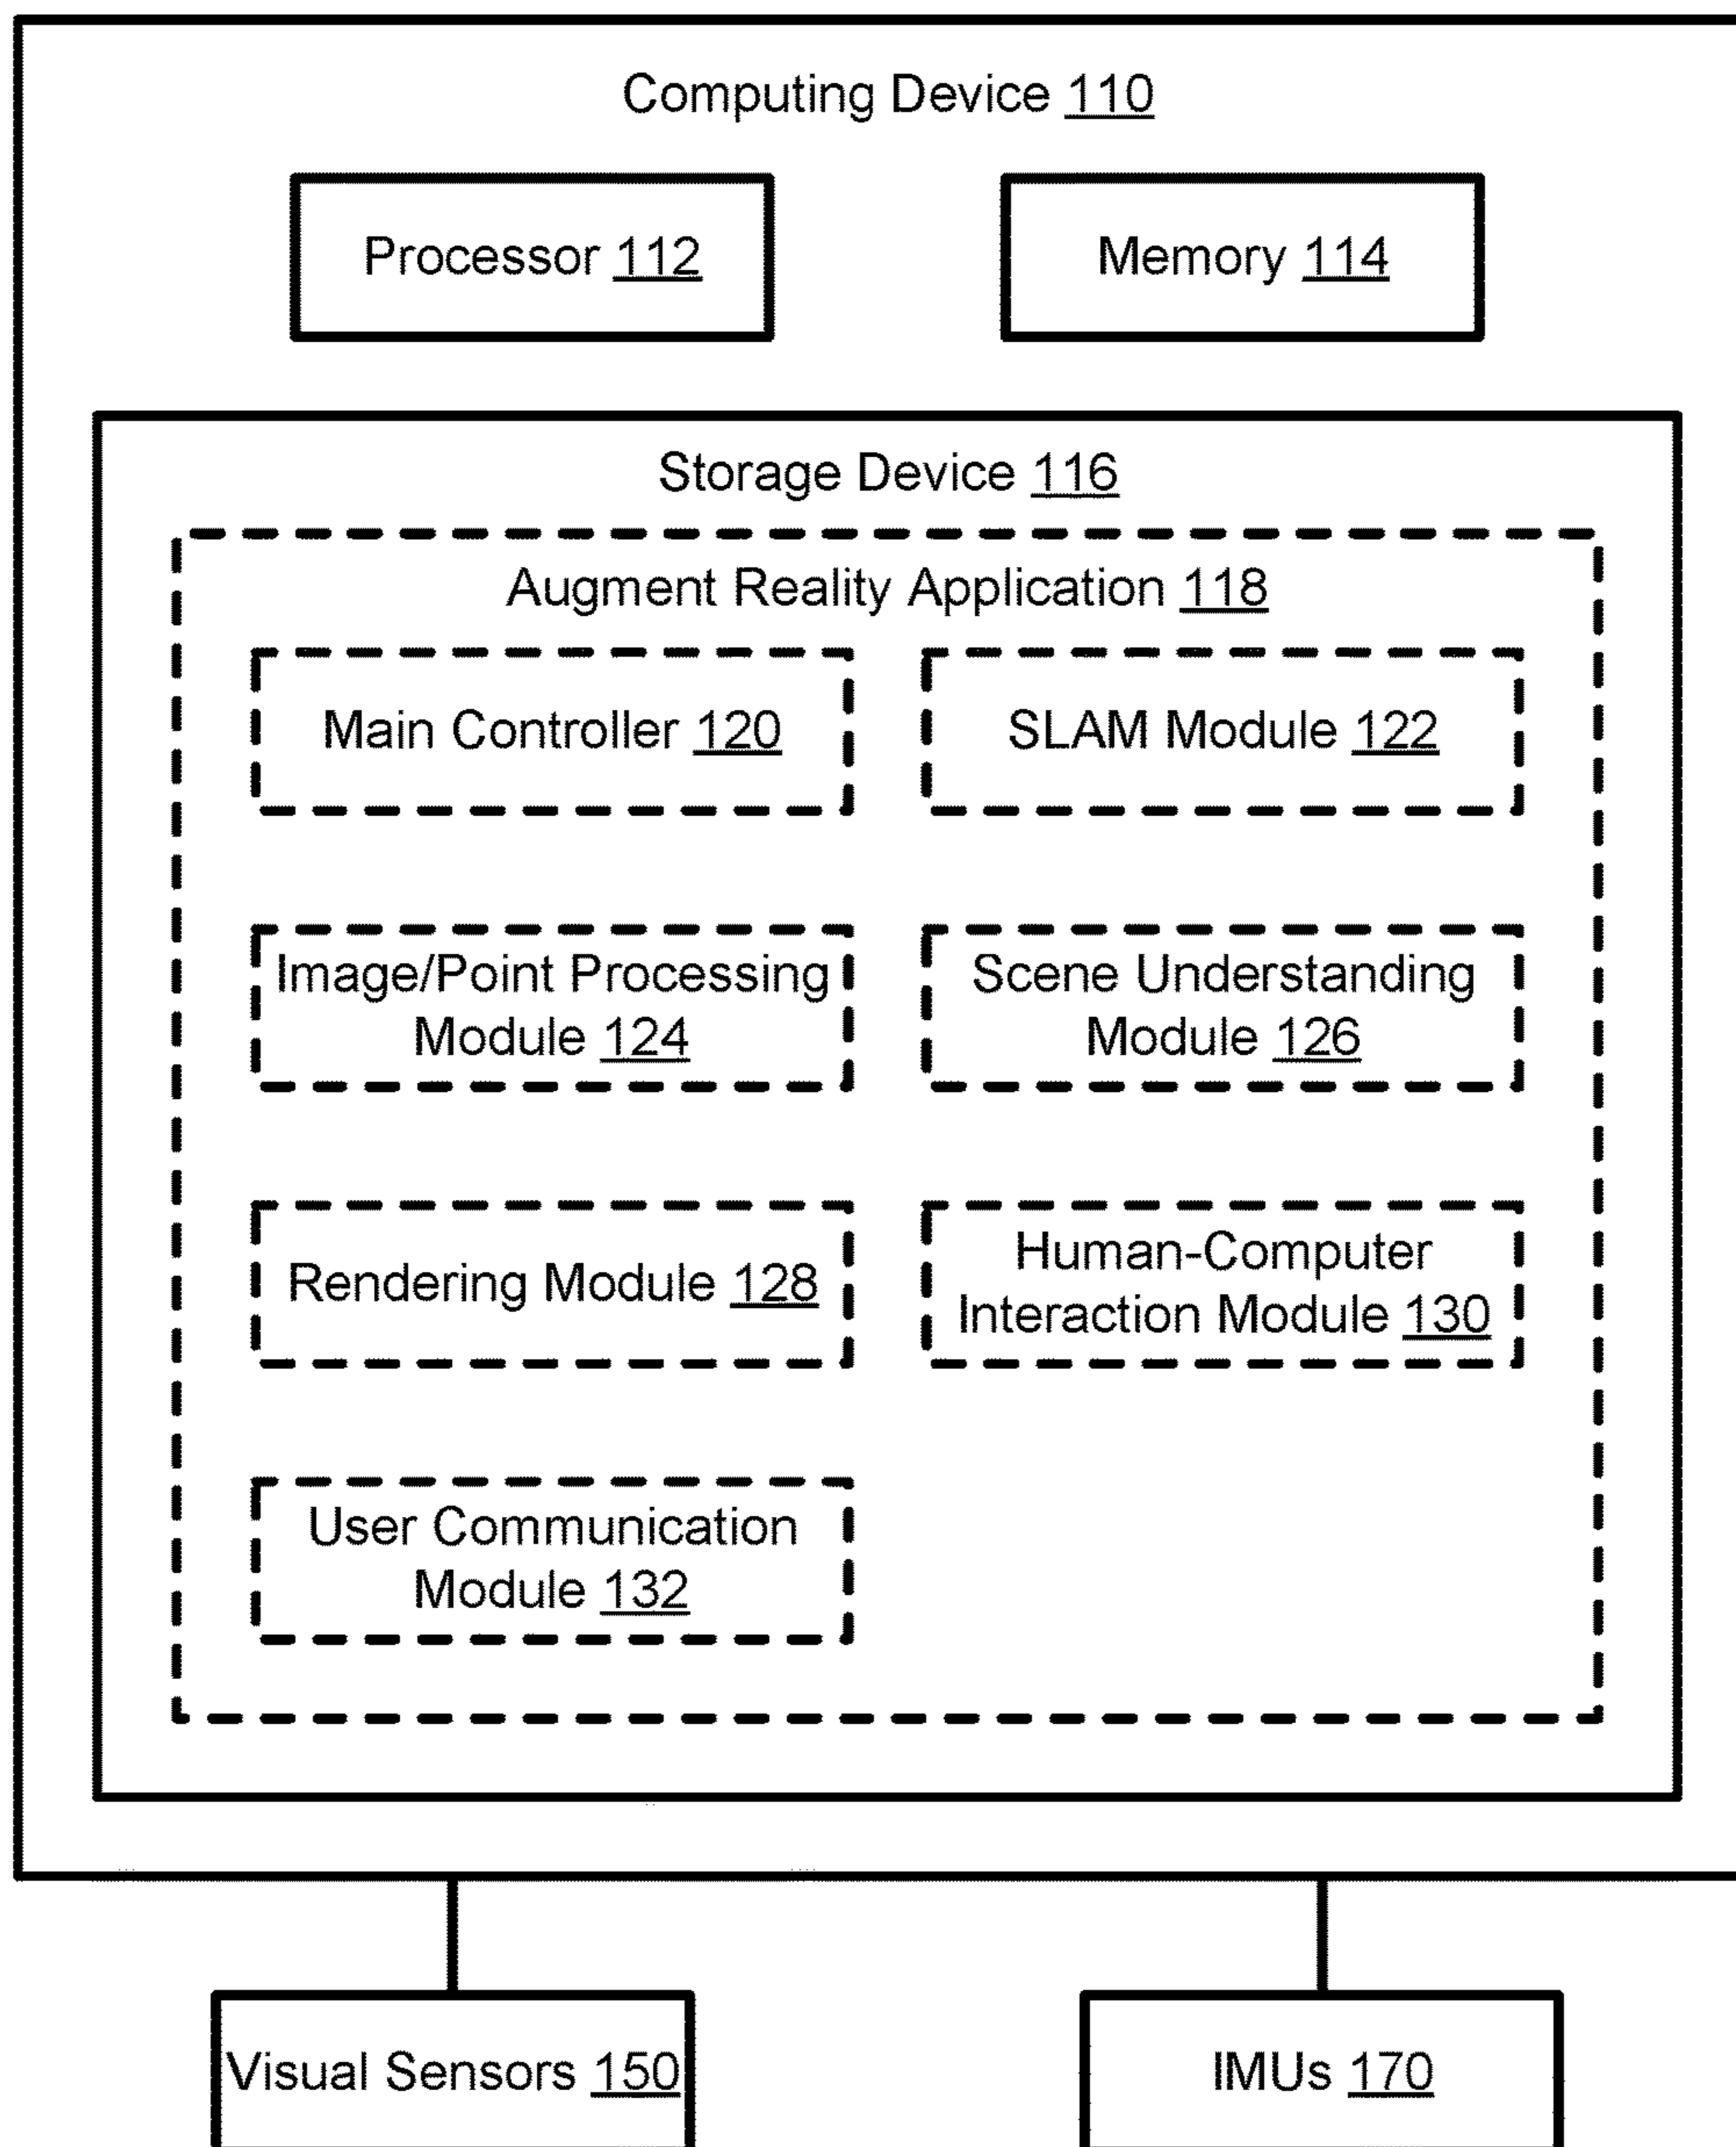 Computing Device 110
Processor 112
Memory 114
Storage Device 116
Augment Reality Application 118
Main Controller 120
SLAM Module 122
Image/Point Processing
Module 124
Scene Understanding
Module 126
Rendering Module 128
Human-Computer
Interaction Module 130
User Communication
Module 132
Visual Sensors 150
IMUs 170